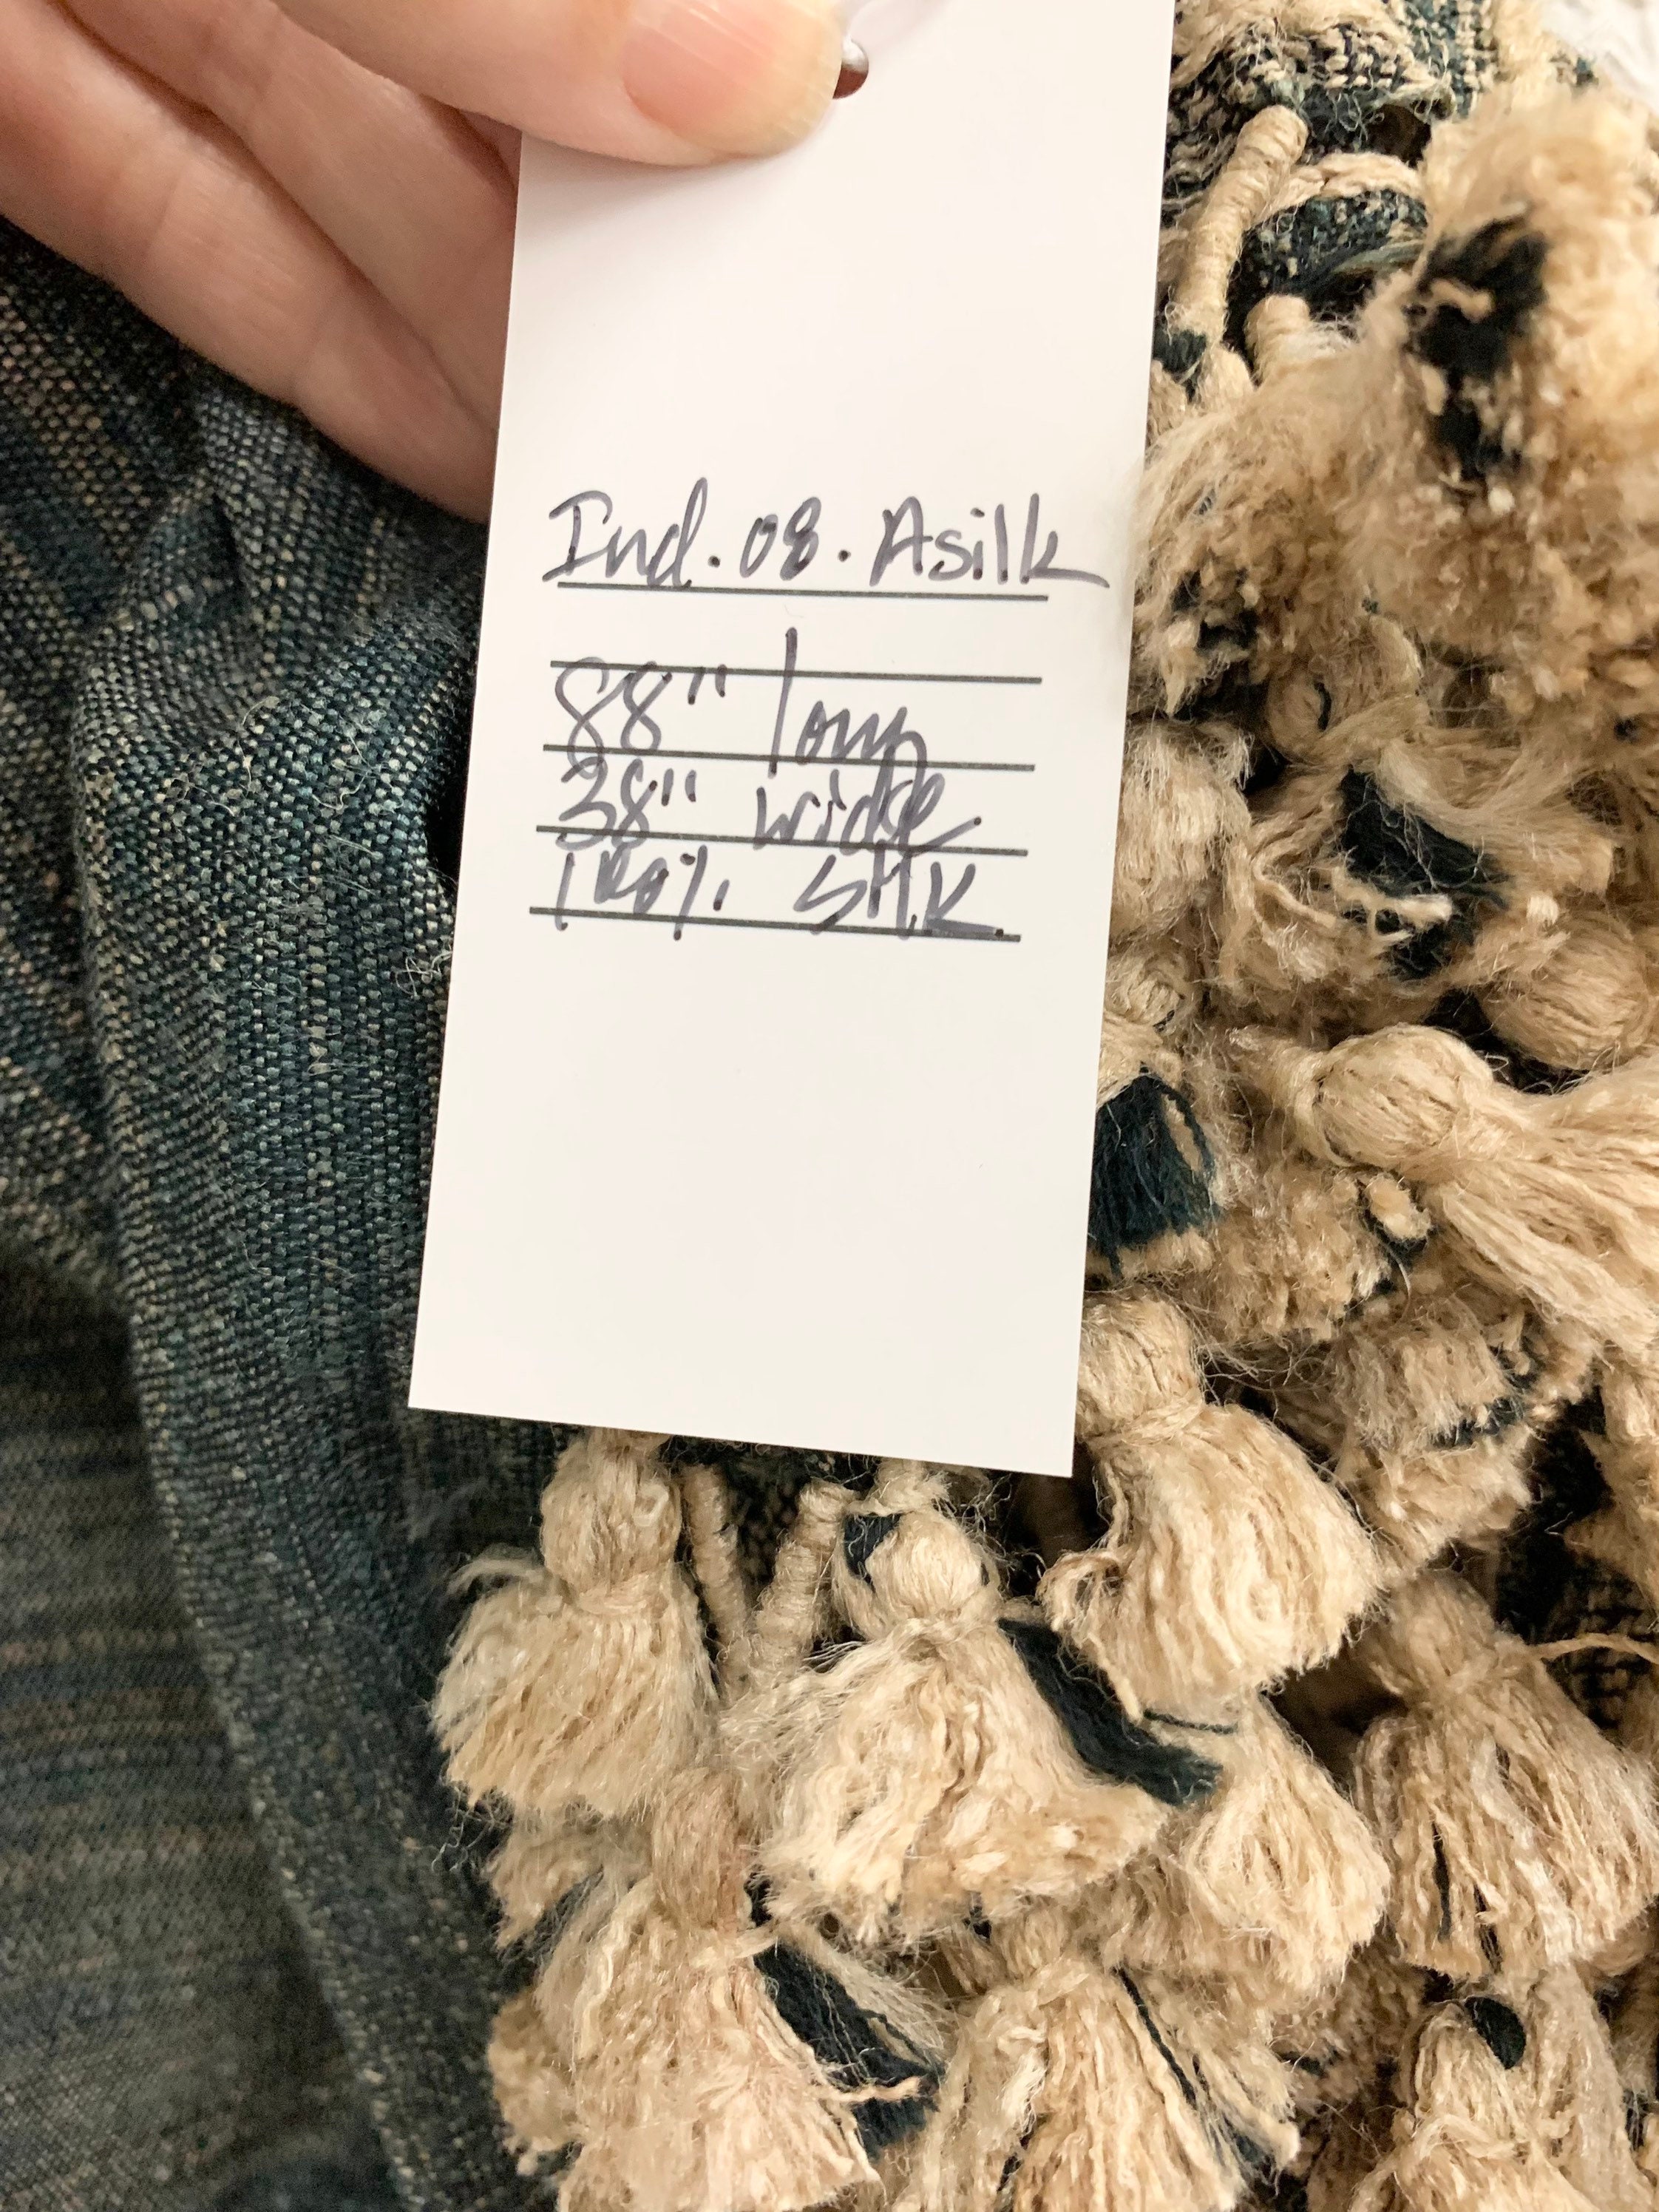 Ind. 08. Asilk
88" long
38" wide
100% Silk